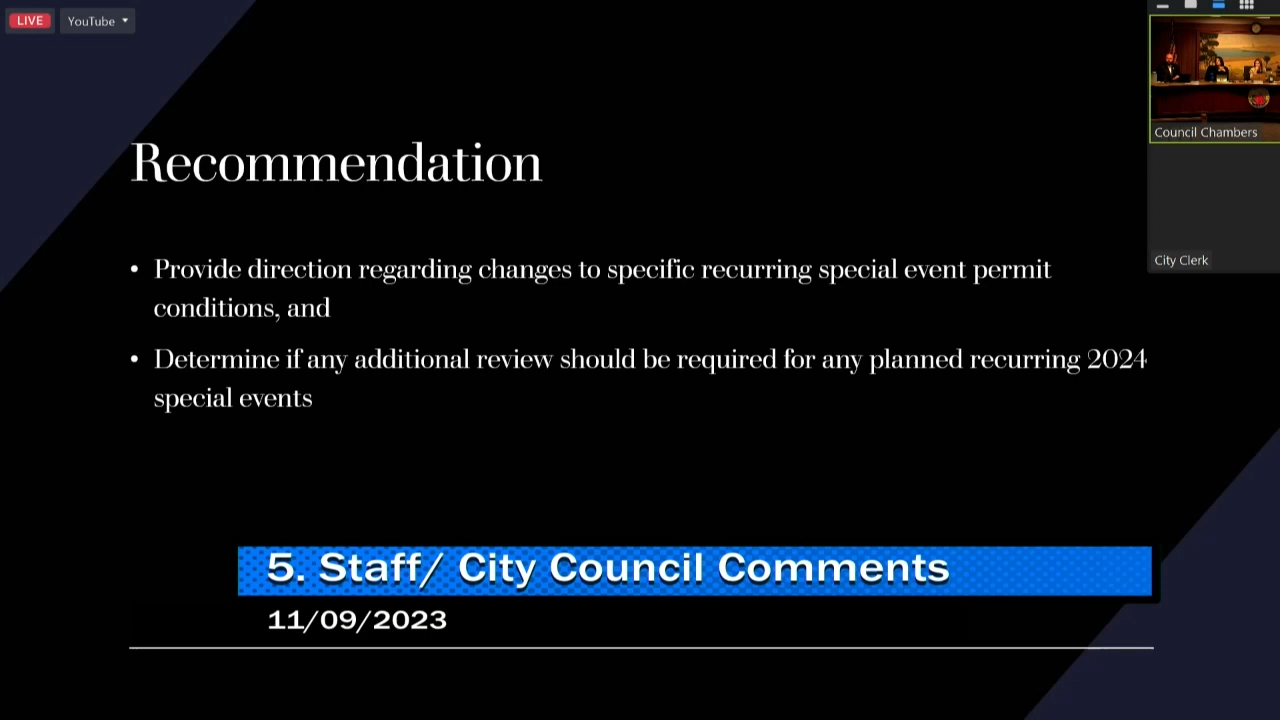 LIVE
YouTube
Council Chambers
City Clerk
Recommendation
• Provide direction regarding changes to specific recurring special event permit
conditions, and
• Determine if any additional review should be required for any planned recurring 2024
special events
5. Staff/ City Council Comments
11/09/2023